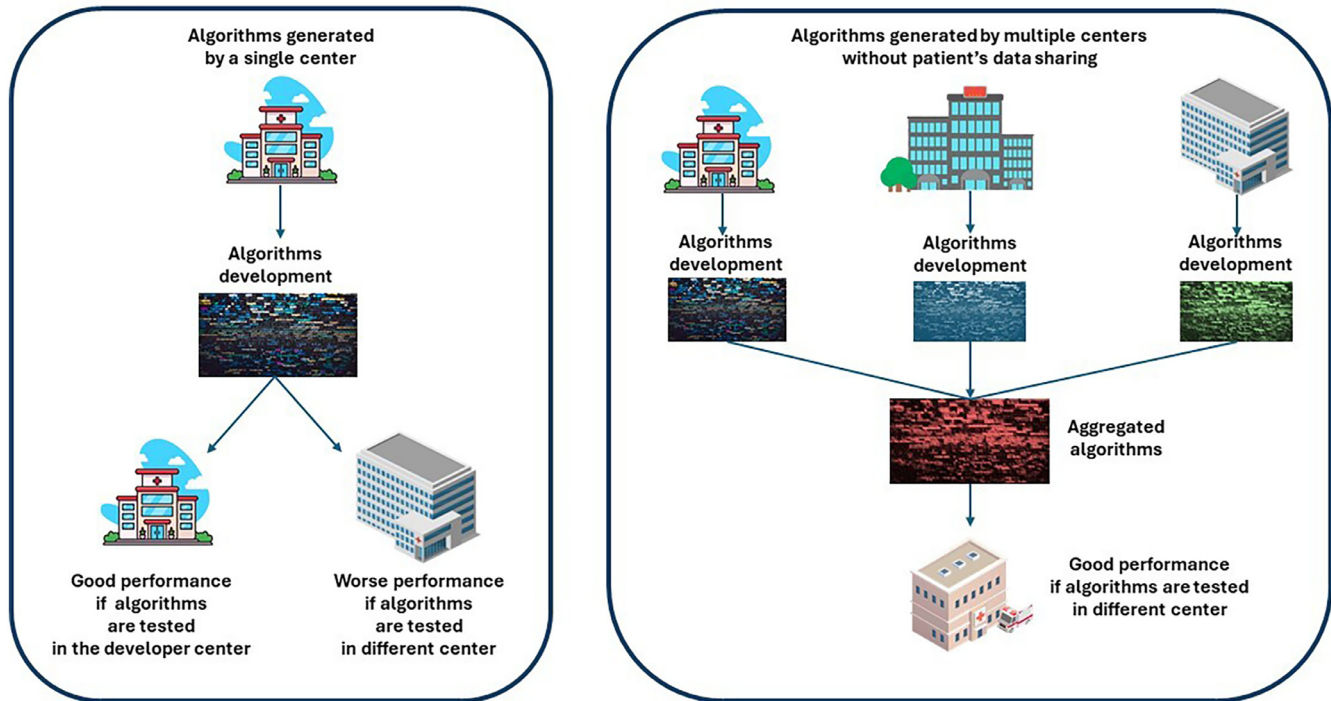 Algorithms generated
by a single center
Algorithms
development
Good performance
if algorithms
are tested
in the developer center
Worse performance
if algorithms
are tested
in different center
Algorithms generated by multiple centers
without patient's data sharing
Algorithms
development
Algorithms
development
Algorithms
development
Aggregated
algorithms
Good performance
if algorithms are tested
in different center